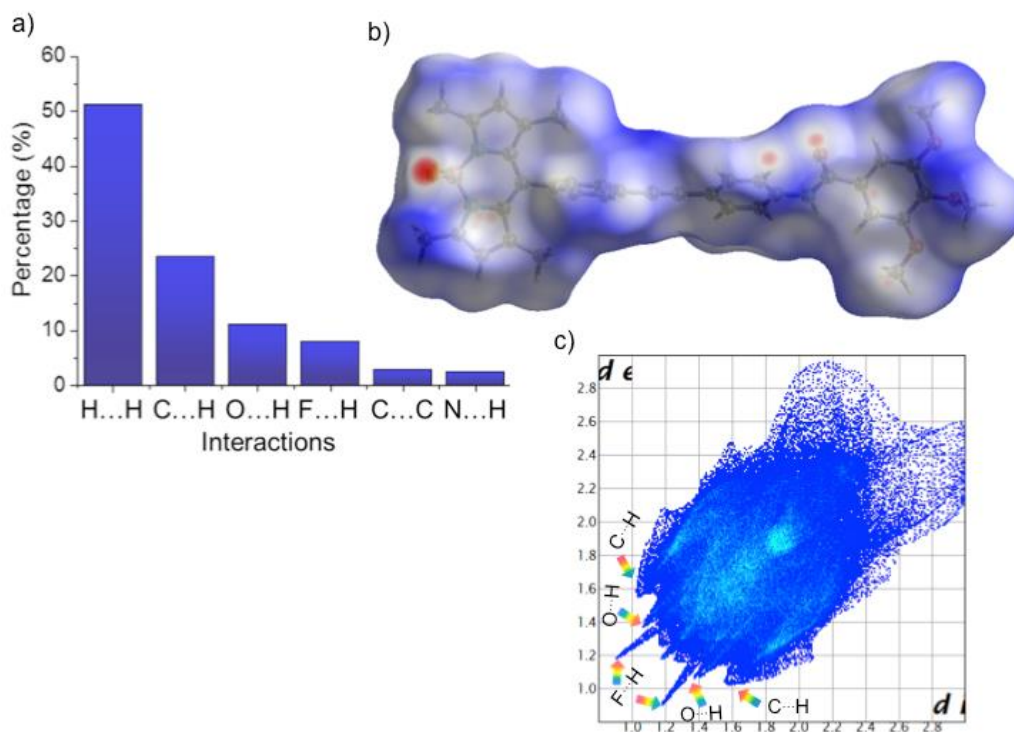 a)
60
50
40
30
20
10
0
Percentage (%)
H...H C...H O...H F...H C...C N...H
Interactions
b)
c)
d e
2.8
2.6
2.4
2.2
2.0
1.8
1.6
1.4
1.2
1.0
C...H
O...H
F...H
O...H
C...H
d i
1.0 1.2 1.4 1.6 1.8 2.0 2.2 2.4 2.6 2.8